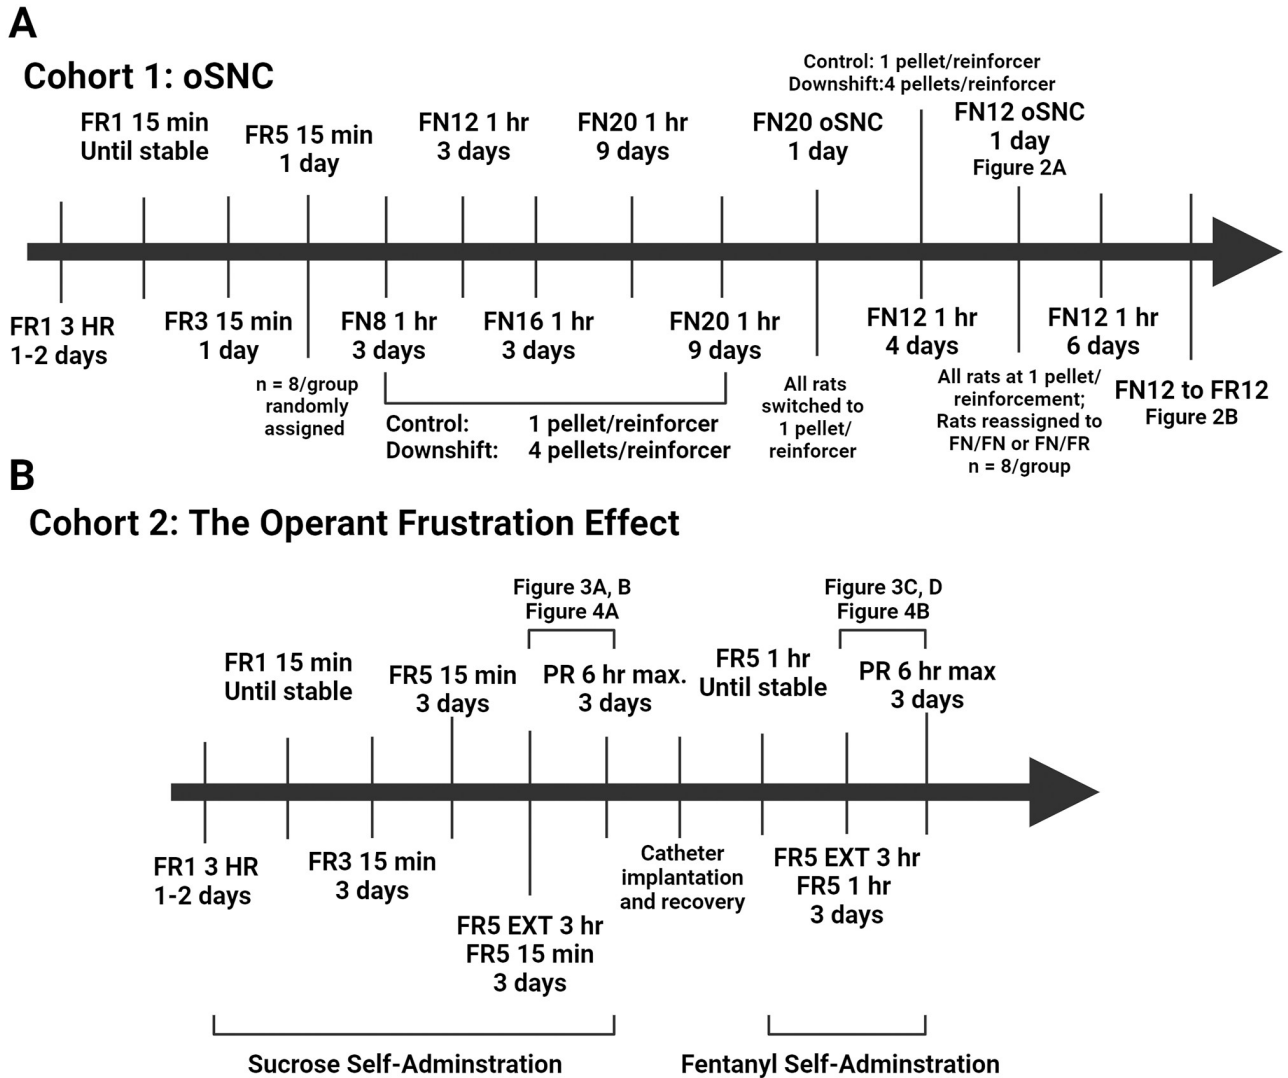 A
Cohort 1: oSNC
Control: 1 pellet/reinforcer
Downshift:4 pellets/reinforcer
FR1 15 min
Until stable
FR5 15 min
1 day
FN12 1 hr
3 days
FN20 1 hr
9 days
FN20 oSNC
1 day
FN12 oSNC
1 day
Figure 2A
FR1 3 HR
1-2 days
FR3 15 min
1 day
n = 8/group
randomly
assigned
FN8 1 hr
3 days
FN16 1 hr
3 days
FN20 1 hr
9 days
Control: 1 pellet/reinforcer
Downshift: 4 pellets/reinforcer
All rats
switched to
1 pellet/
reinforcer
FN12 1 hr
4 days
All rats at 1 pellet/
reinforcement;
Rats reassigned to
FN/FN or FN/FR
n = 8/group
FN12 1 hr
6 days
FN12 to FR12
Figure 2B
B
Cohort 2: The Operant Frustration Effect
Figure 3A, B
Figure 4A
Figure 3C, D
Figure 4B
FR1 15 min
Until stable
FR5 15 min
3 days
PR 6 hr max.
3 days
FR5 1 hr
Until stable
PR 6 hr max
3 days
FR1 3 HR
1-2 days
FR3 15 min
3 days
FR5 EXT 3 hr
FR5 15 min
3 days
Catheter
implantation
and recovery
FR5 EXT 3 hr
FR5 1 hr
3 days
Sucrose Self-Adminstration
Fentanyl Self-Adminstration